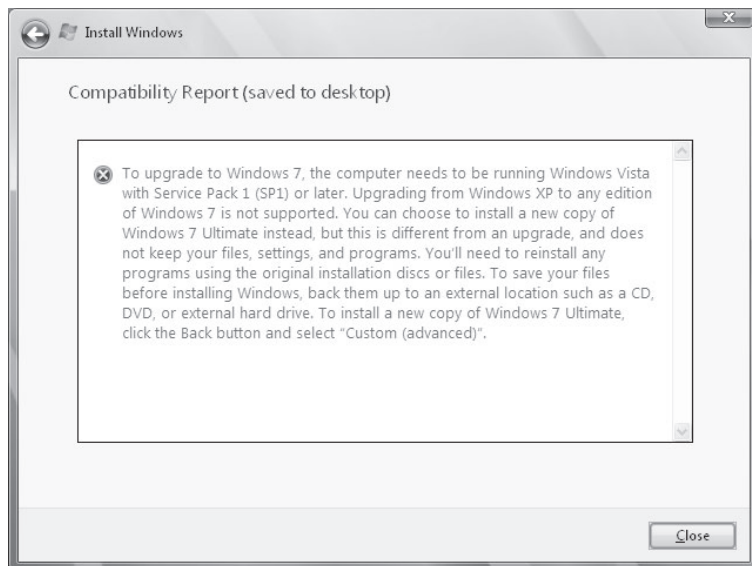 Install Windows
Compatibility Report (saved to desktop)
To upgrade to Windows 7, the computer needs to be running Windows Vista
with Service Pack 1 (SP1) or later. Upgrading from Windows XP to any edition
of Windows 7 is not supported. You can choose to install a new copy of
Windows 7 Ultimate instead, but this is different from an upgrade, and does
not keep your files, settings, and programs. You'll need to reinstall any
programs using the original installation discs or files. To save your files
before installing Windows, back them up to an external location such as a CD,
DVD, or external hard drive. To install a new copy of Windows 7 Ultimate,
click the Back button and select "Custom (advanced)".
Close